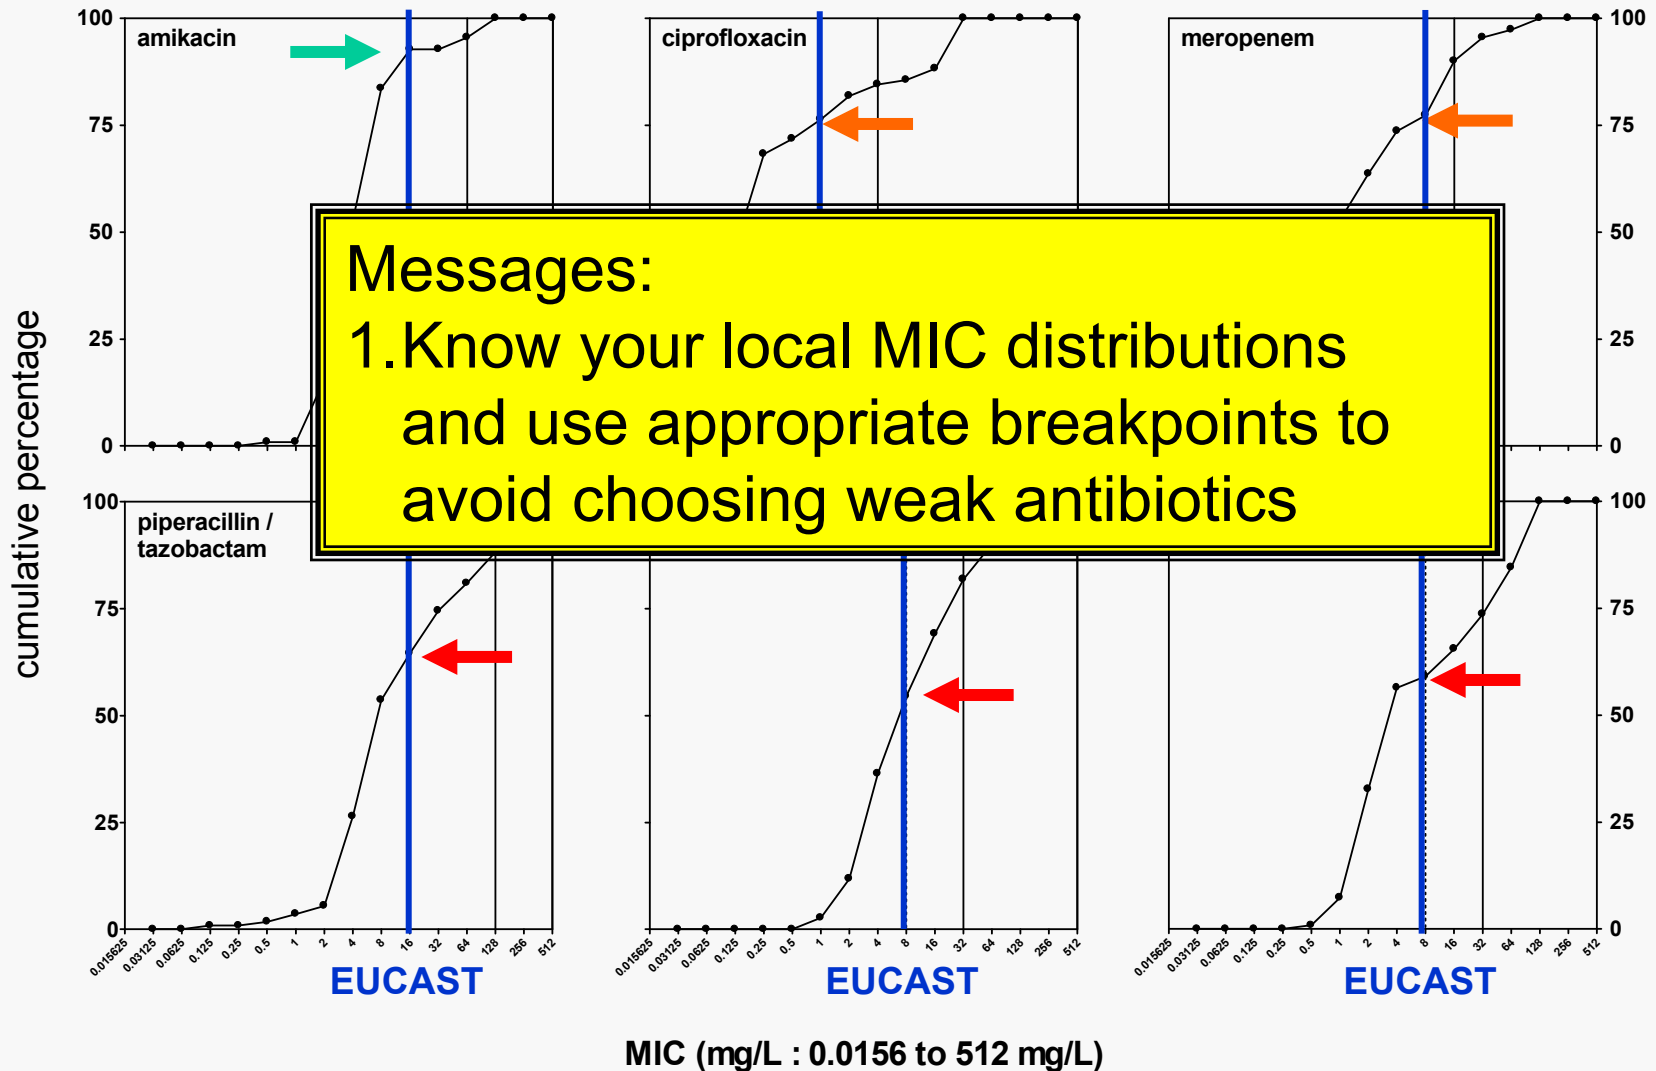 100
amikacin
ciprofloxacin
meropenem
100
75
75
50
50
25
25
0
0
Messages:
1.Know your local MIC distributions
and use appropriate breakpoints to
avoid choosing weak antibiotics
cumulative percentage
100
piperacillin /
tazobactam
100
75
75
50
50
25
25
0
0
0.015625 0.03125 0.0625 0.125 0.25 0.5 1 2 4 8 16 32 64 128 256 512
0.015625 0.03125 0.0625 0.125 0.25 0.5 1 2 4 8 16 32 64 128 256 512
0.015625 0.03125 0.0625 0.125 0.25 0.5 1 2 4 8 16 32 64 128 256 512
EUCAST
EUCAST
EUCAST
MIC (mg/L : 0.0156 to 512 mg/L)